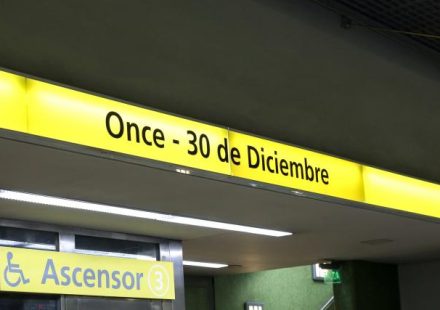 Once - 30 de Diciembre
Ascensor 3